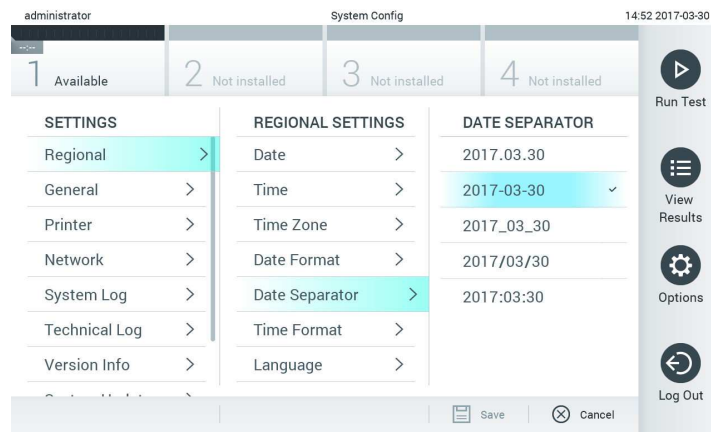 administrator System Config 14:52 2017-03-30
--:--
1 Available 2 Not installed 3 Not installed 4 Not installed
Run Test
SETTINGS REGIONAL SETTINGS DATE SEPARATOR
Regional Date 2017.03.30
General Time 2017-03-30
View
Results
Printer Time Zone 2017_03_30
Network Date Format 2017/03/30
System Log Date Separator 2017:03:30
Options
Technical Log Time Format
Version Info Language
Log Out
Save Cancel